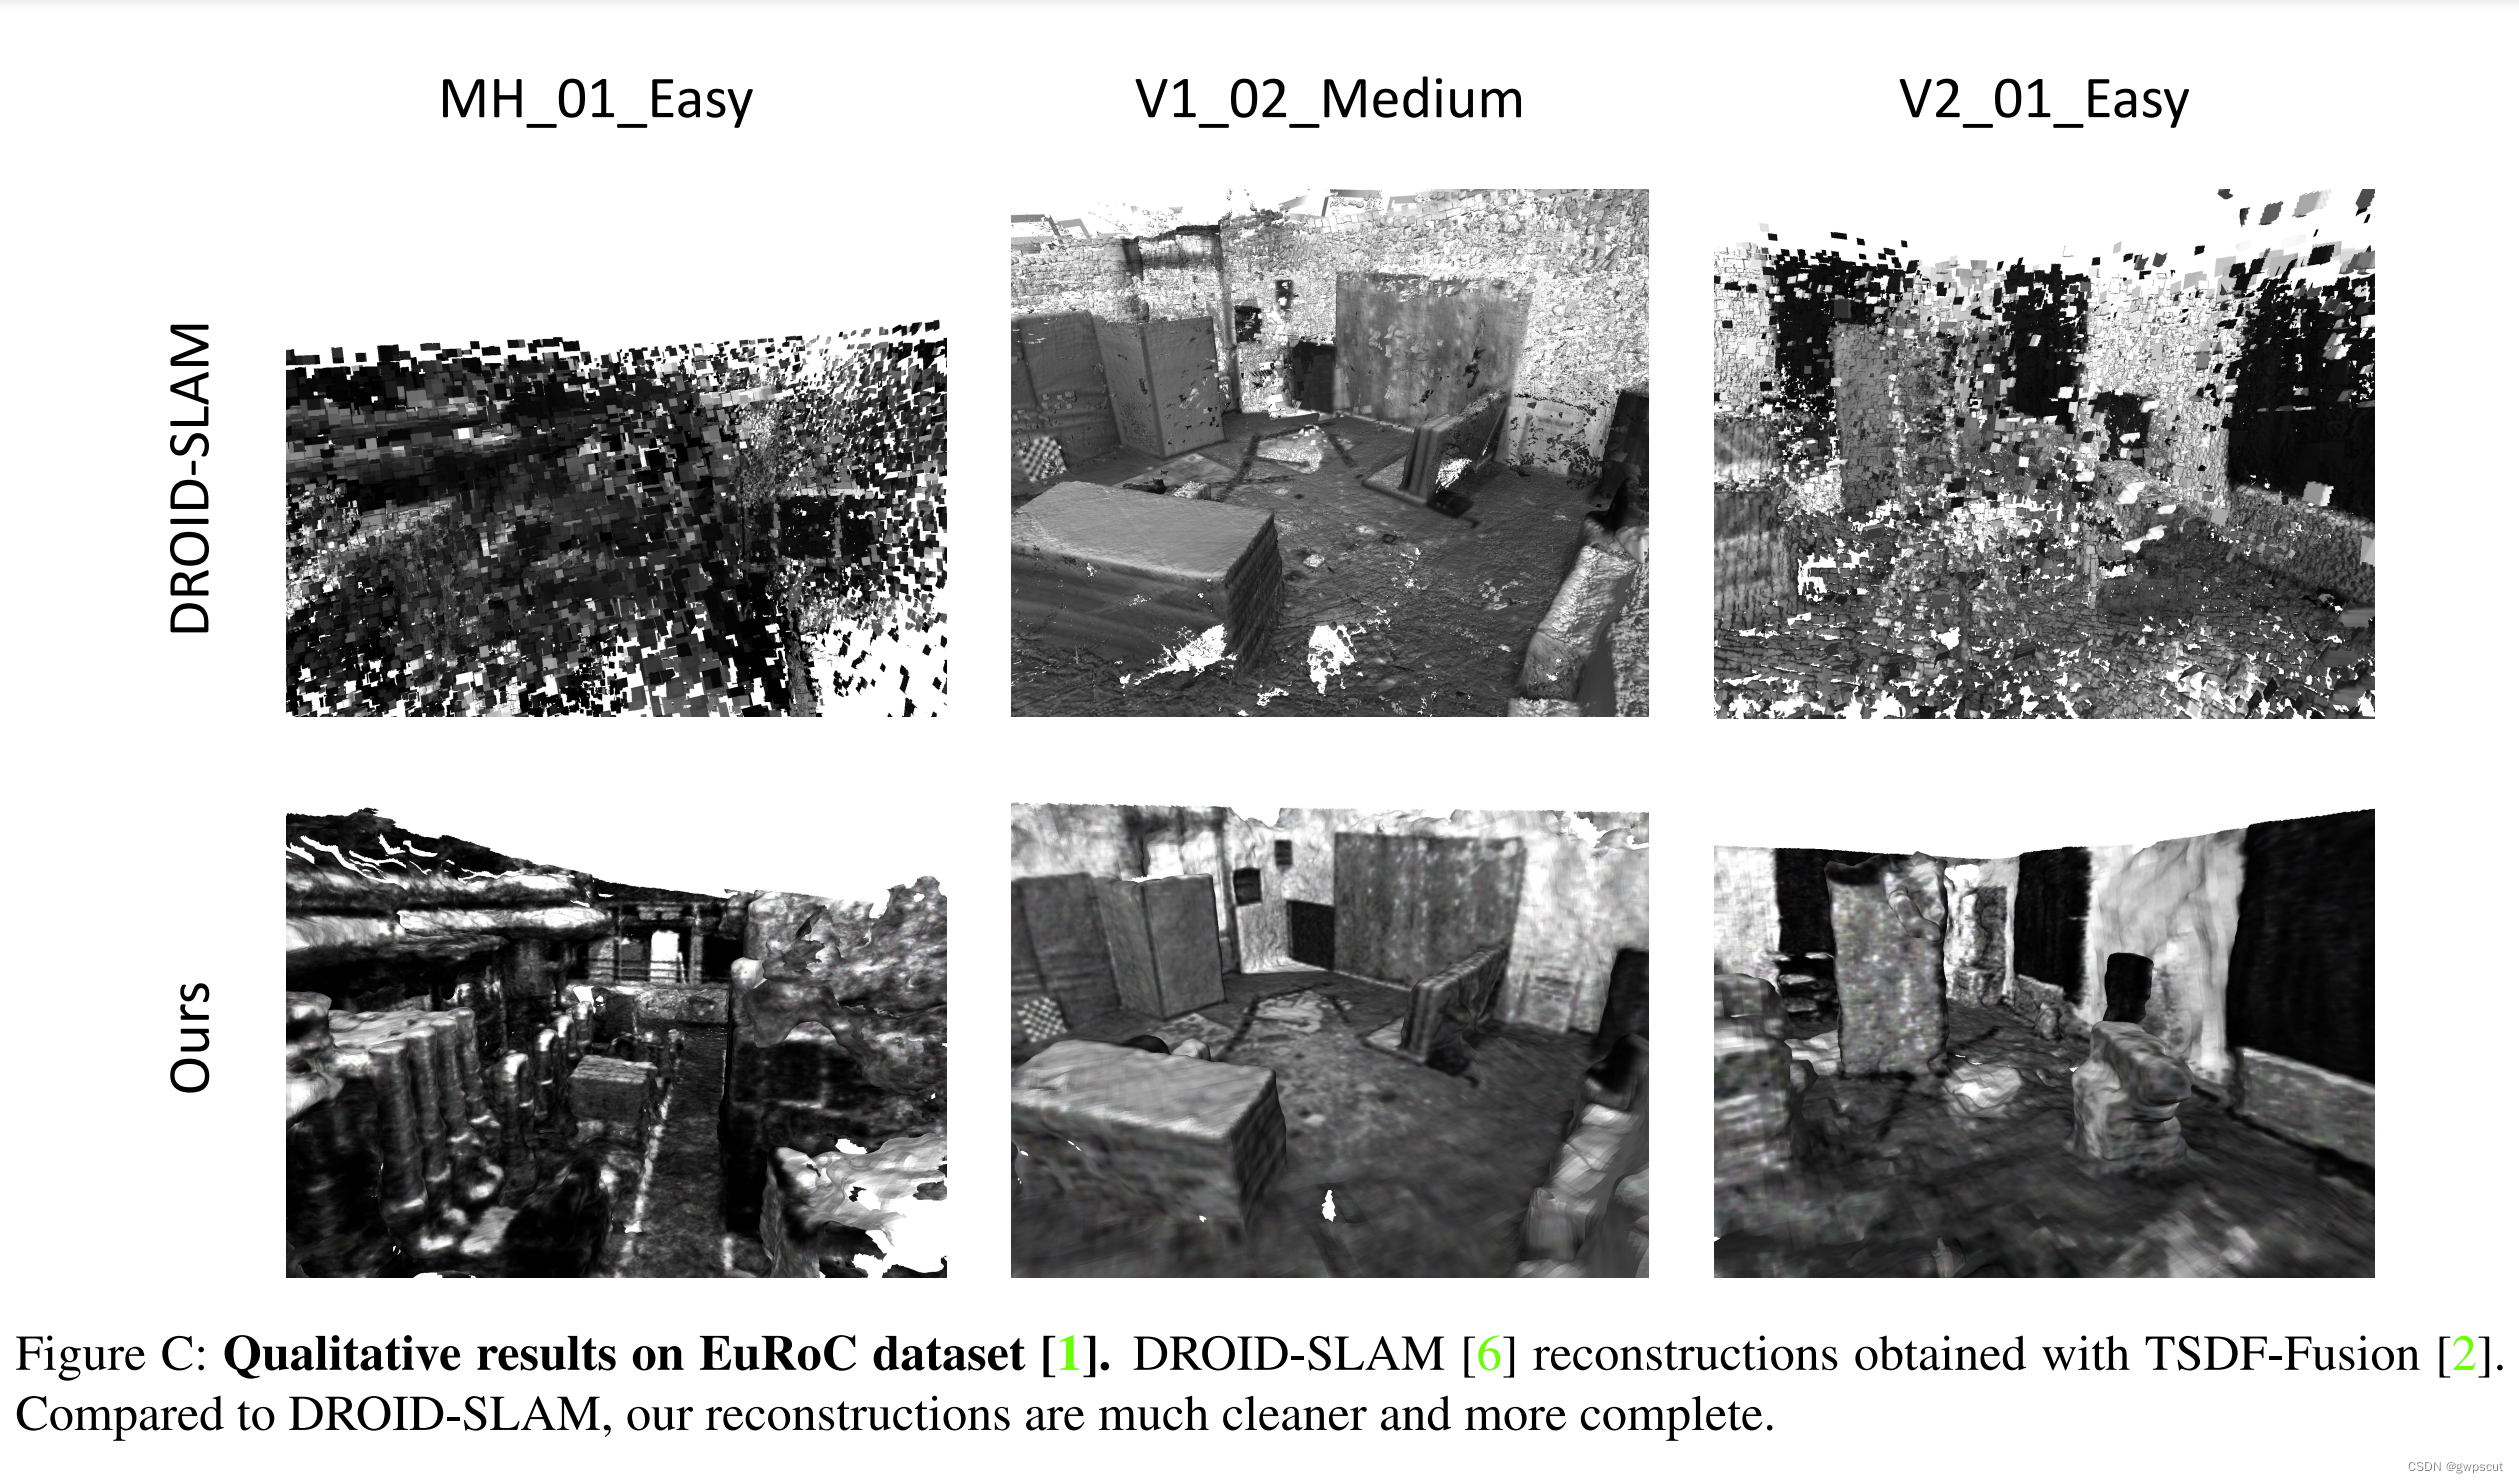 MH_01_Easy
V1_02_Medium
V2_01_Easy
DROID-SLAM
Ours
Figure C: Qualitative results on EuRoC dataset [1]. DROID-SLAM [6] reconstructions obtained with TSDF-Fusion [2].
Compared to DROID-SLAM, our reconstructions are much cleaner and more complete.
CSDN @gwpscut